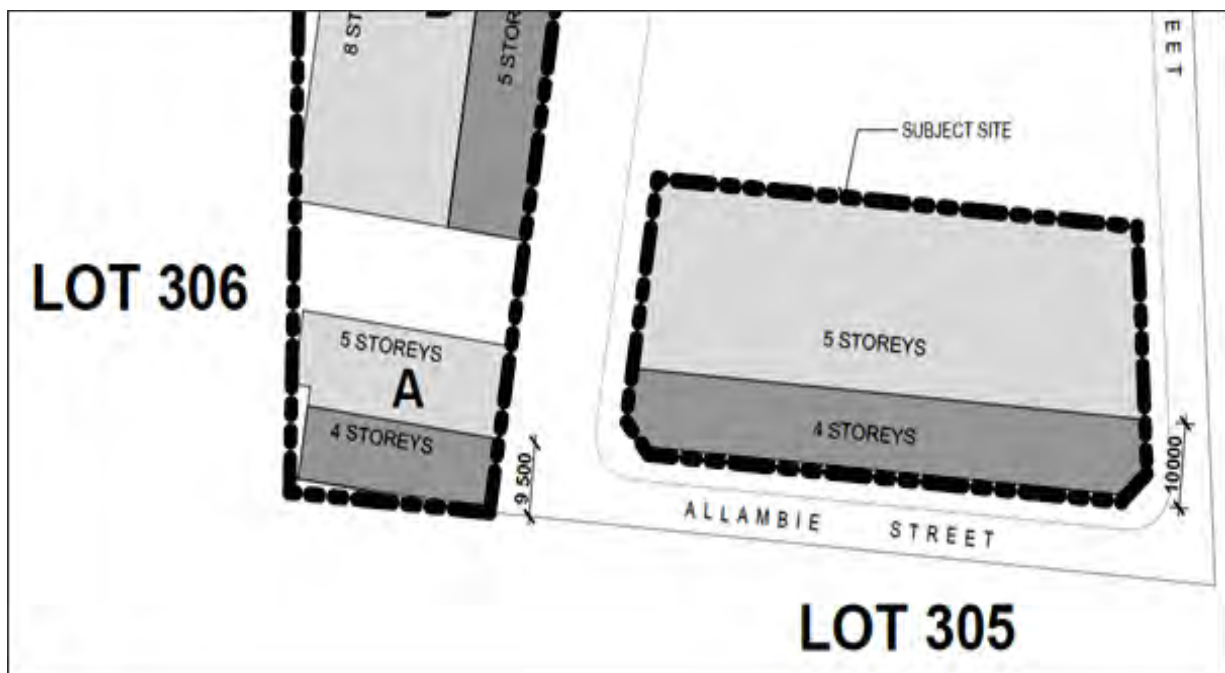 8 ST
5 STOR
EET
SUBJECT SITE
LOT 306
5 STOREYS
A
4 STOREYS
9 500
5 STOREYS
4 STOREYS
10000
ALLAMBIE STREET
LOT 305